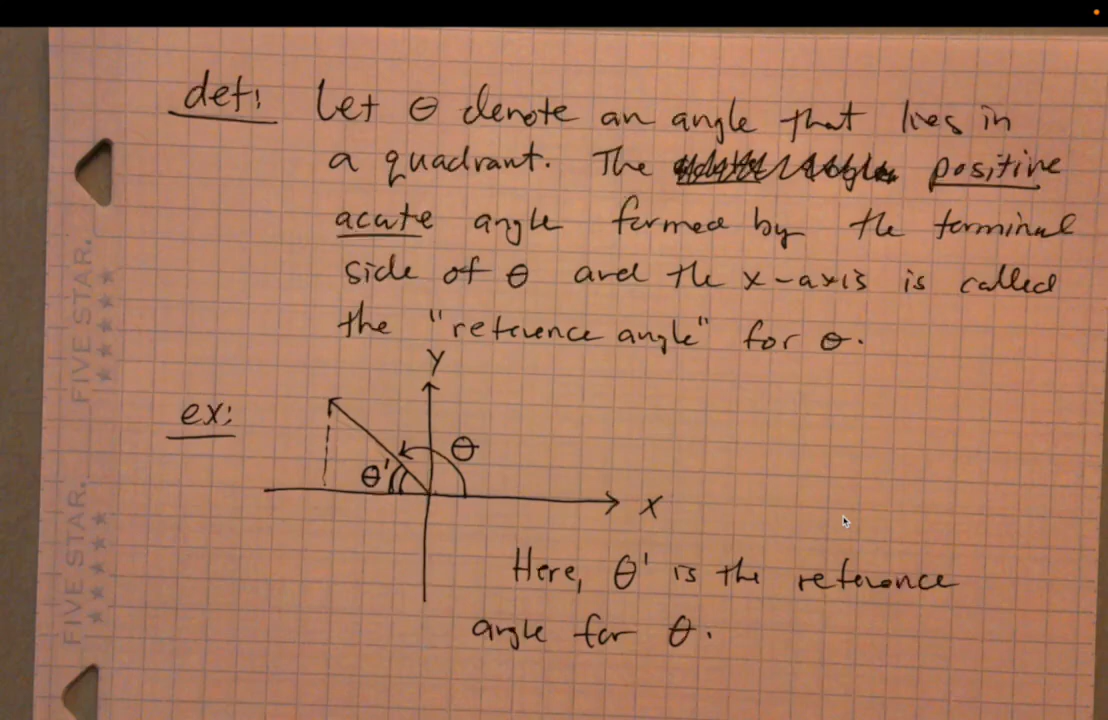 def: Let θ denote an angle that lies in
a quadrant. The positive
acute angle formed by the terminal
side of θ and the x-axis is called
the "reference angle" for θ.
ex:
y
θ
θ'
x
Here, θ' is the reference
angle for θ.
FIVE STAR.
FIVE STAR.